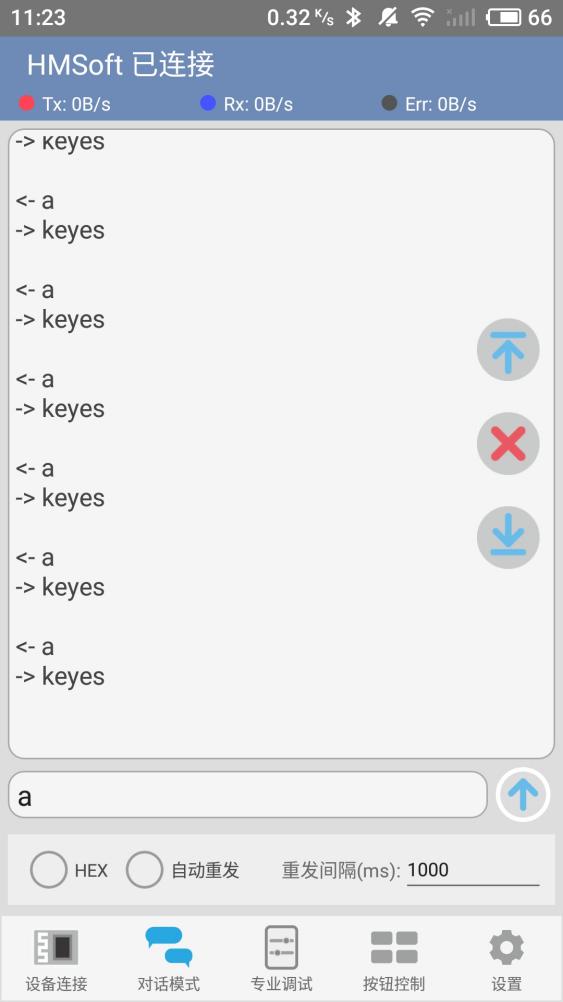 11:23 0.32 K/s 66
HMSoft 已连接
Tx: 0B/s Rx: 0B/s Err: 0B/s
-> keyes
<- a
-> keyes
<- a
-> keyes
<- a
-> keyes
<- a
-> keyes
<- a
-> keyes
<- a
-> keyes
a
HEX 自动重发 重发间隔(ms): 1000
设备连接 对话模式 专业调试 按钮控制 设置